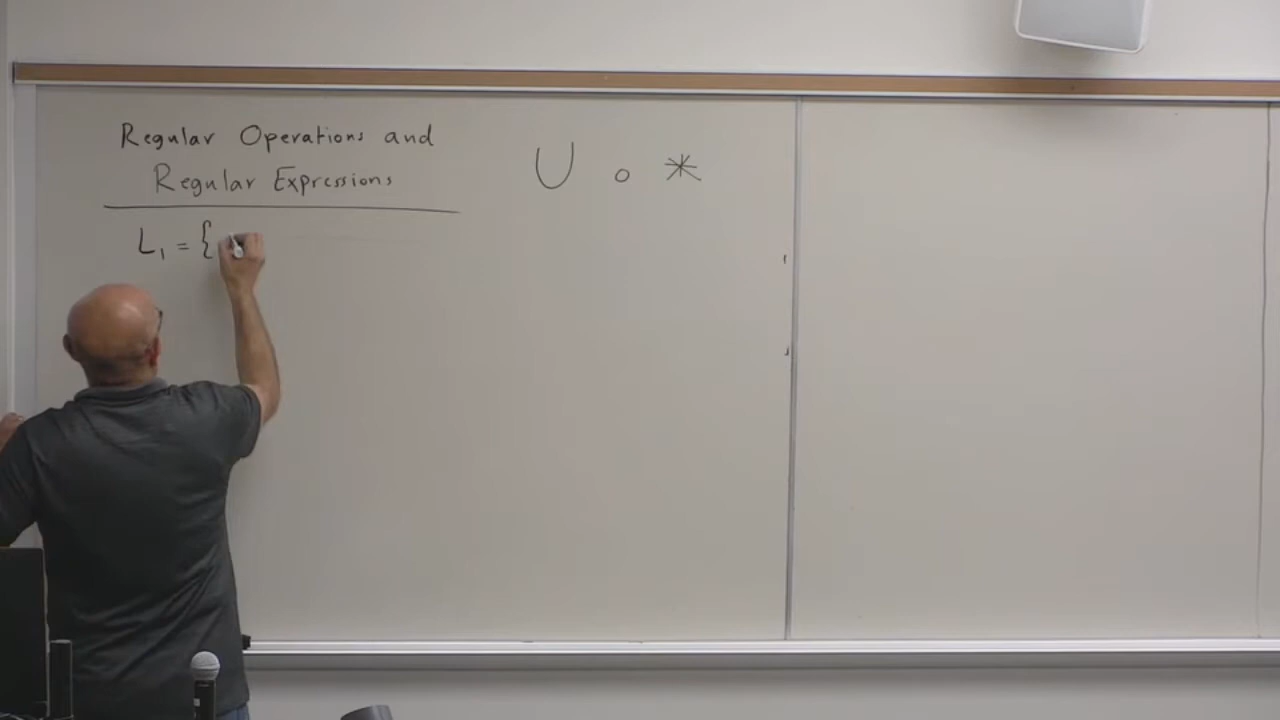 Regular Operations and
Regular Expressions
∪ ∘ *
L₁ = {